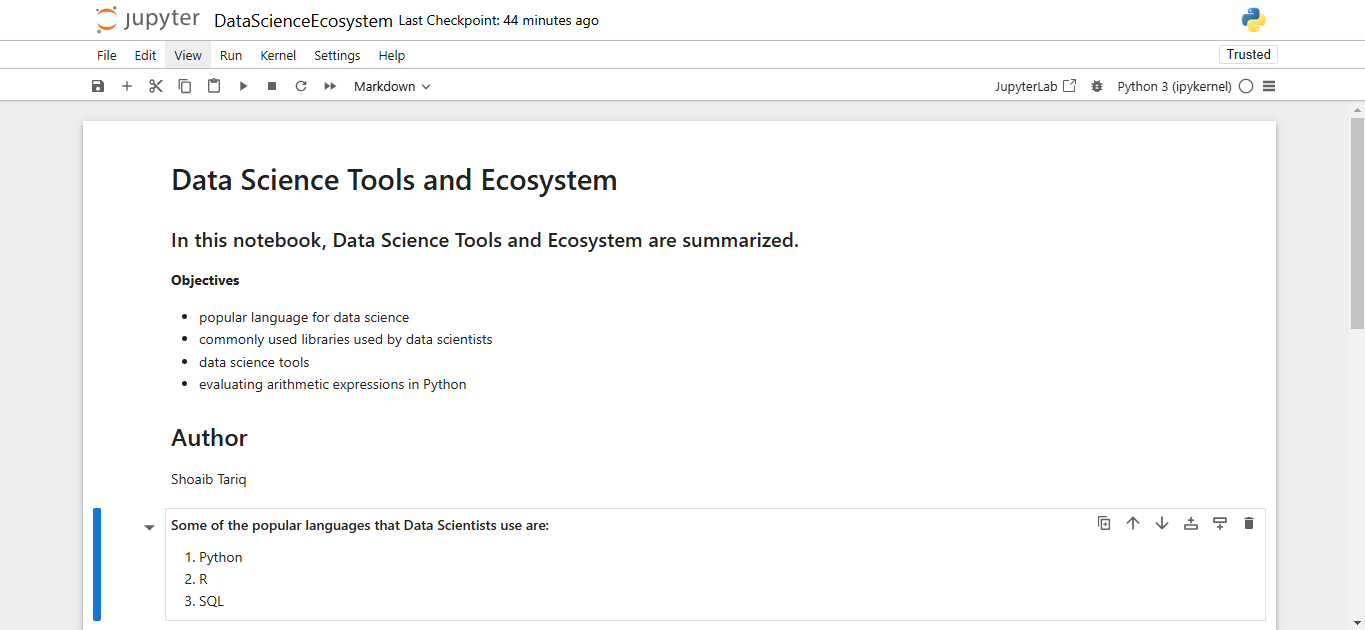 jupyter DataScienceEcosystem Last Checkpoint: 44 minutes ago
File Edit View Run Kernel Settings Help Trusted
Markdown JupyterLab Python 3 (ipykernel)
Data Science Tools and Ecosystem
In this notebook, Data Science Tools and Ecosystem are summarized.
Objectives
• popular language for data science
• commonly used libraries used by data scientists
• data science tools
• evaluating arithmetic expressions in Python
Author
Shoaib Tariq
Some of the popular languages that Data Scientists use are:
1. Python
2. R
3. SQL